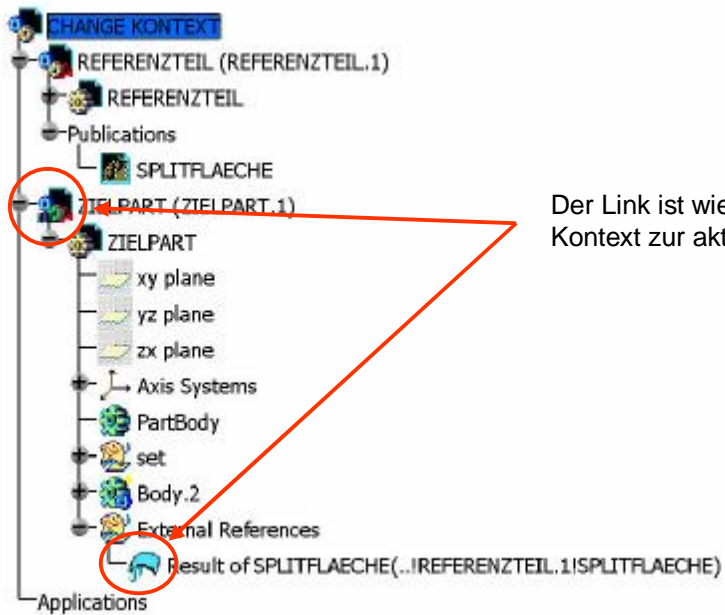 CHANGE KONTEXT
REFERENZTEIL (REFERENZTEIL.1)
REFERENZTEIL
Publications
SPLITFLAECHE
ZIELPART (ZIELPART.1)
ZIELPART
xy plane
yz plane
zx plane
Axis Systems
PartBody
set
Body.2
External References
Result of SPLITFLAECHE(..!REFERENZTEIL.1!SPLITFLAECHE)
Applications
Der Link ist wie
Kontext zur akt